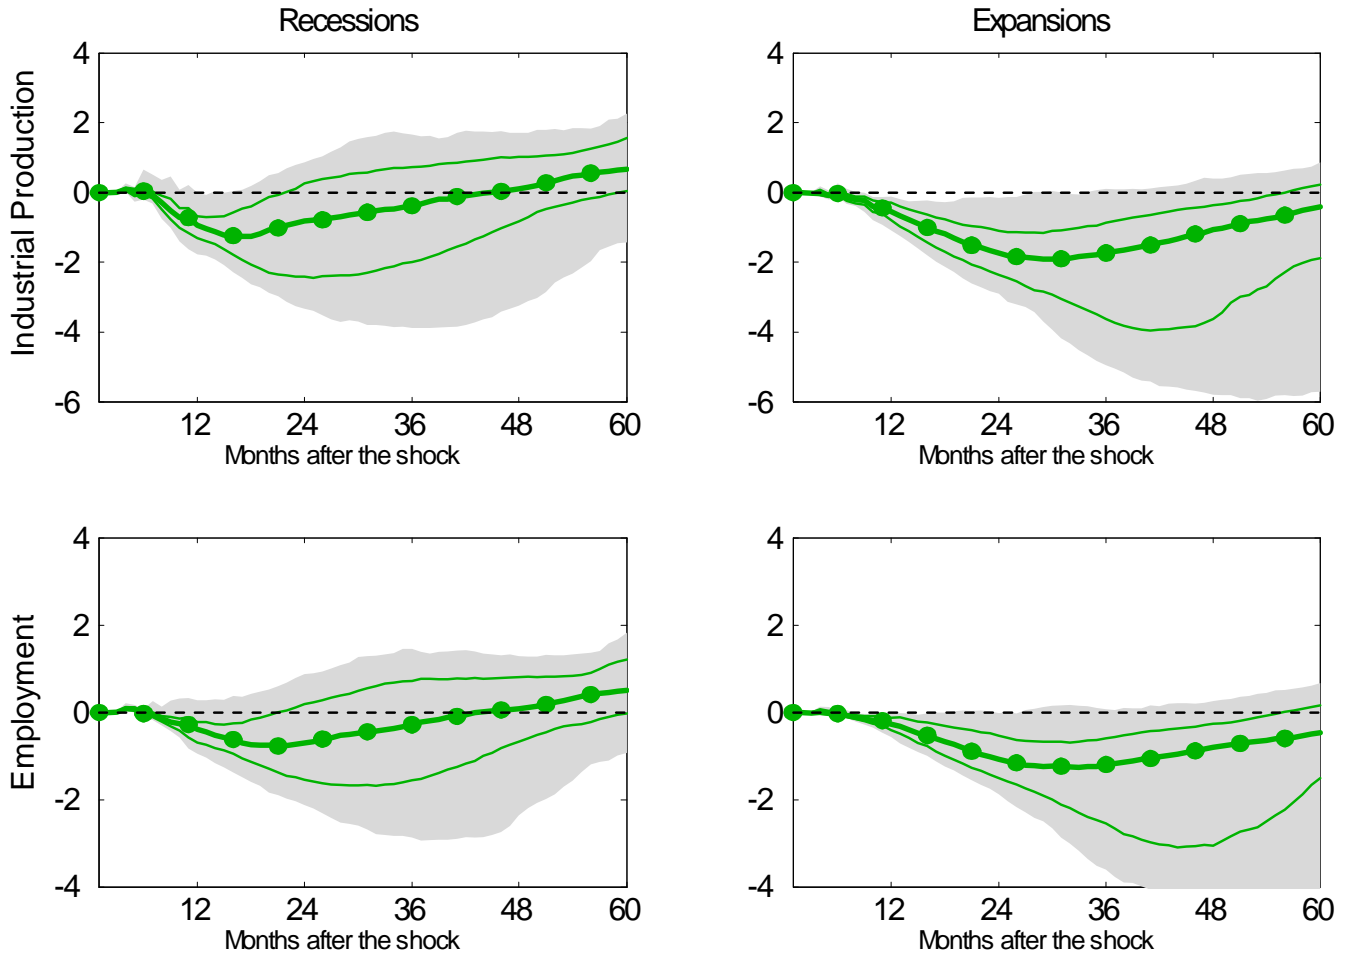 Recessions
Expansions
Industrial Production
4
2
0
-2
-4
-6
12 24 36 48 60
Months after the shock
4
2
0
-2
-4
-6
12 24 36 48 60
Months after the shock
Employment
4
2
0
-2
-4
12 24 36 48 60
Months after the shock
4
2
0
-2
-4
12 24 36 48 60
Months after the shock